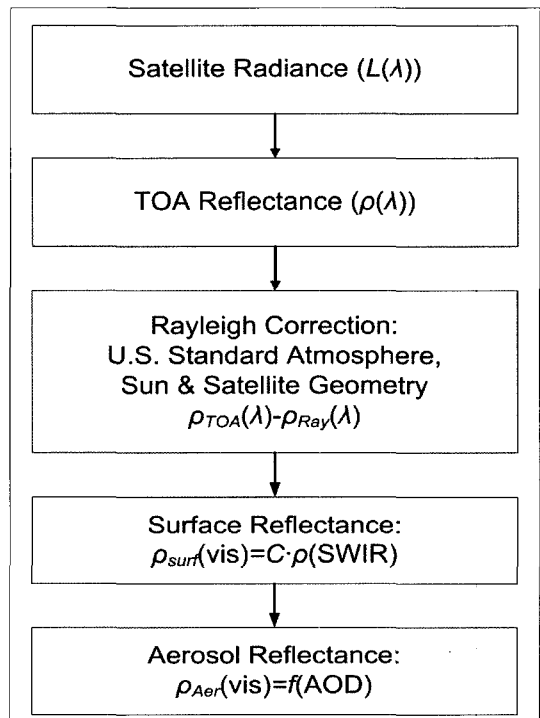 Satellite Radiance (L(λ))
TOA Reflectance (ρ(λ))
Rayleigh Correction:
U.S. Standard Atmosphere,
Sun & Satellite Geometry
ρTOA(λ)-ρRay(λ)
Surface Reflectance:
ρsurf(vis)=C·ρ(SWIR)
Aerosol Reflectance:
ρAer(vis)=f(AOD)